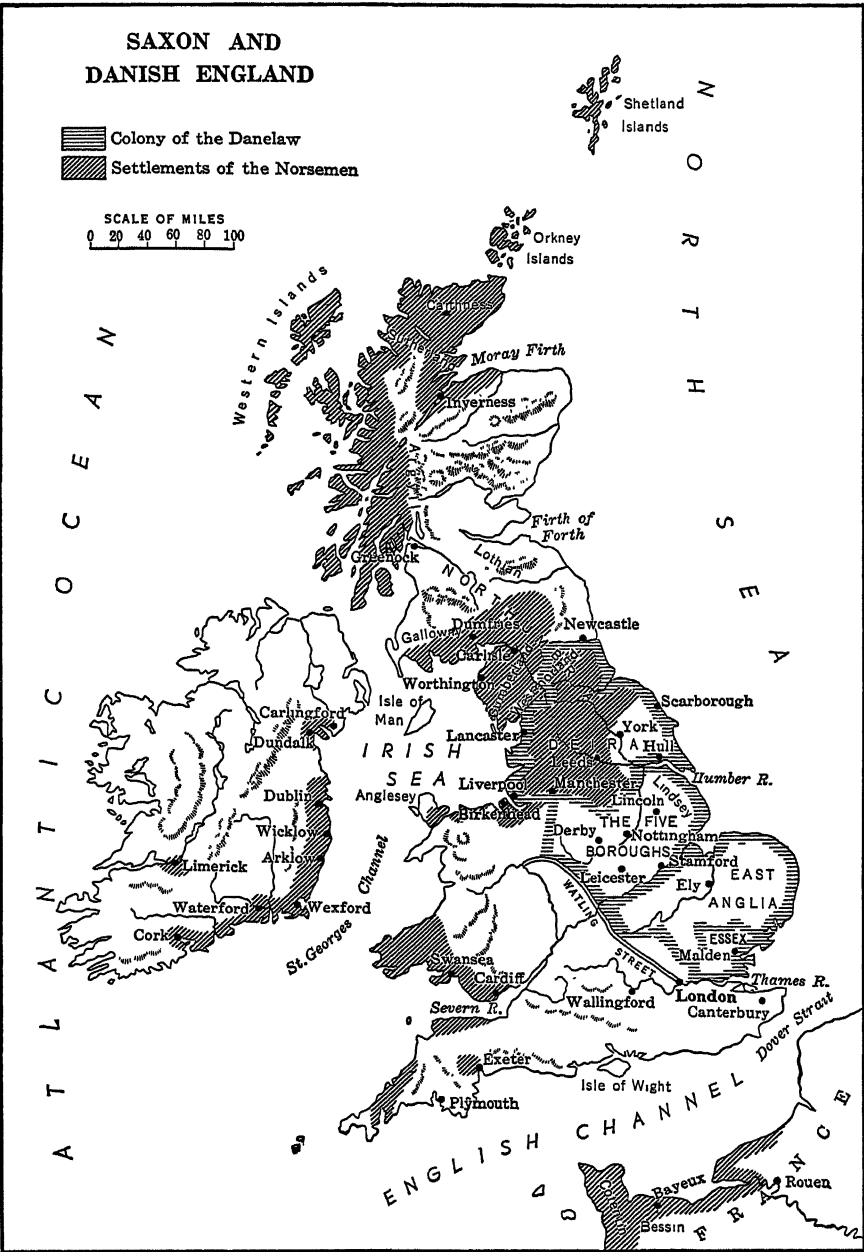 SAXON AND
DANISH ENGLAND
Colony of the Danelaw
Settlements of the Norsemen
SCALE OF MILES
0 20 40 60 80 100
Shetland
Islands
Orkney
Islands
NORTH SEA
Western Islands
Caithness
Moray Firth
Inverness
ATLANTIC OCEAN
Firth of
Forth
Greenock
Lothian
Galloway
Dumfries
Newcastle
Carlisle
Cumberland
Westmoreland
Worthington
Isle of
Man
Scarborough
Carlingford
Dundalk
Lancaster
York
DEIRA
Hull
Leeds
IRISH
SEA
Humber R.
Liverpool
Manchester
Lindsey
Anglesey
Birkenhead
Lincoln
Dublin
THE FIVE
BOROUGHS
Derby
Nottingham
Wicklow
Arklow
Stamford
Leicester
Limerick
Ely
EAST
ANGLIA
Channel
St. Georges
WATLING
STREET
Waterford
Wexford
Cork
ESSEX
Malden
Swansea
Cardiff
Thames R.
London
Wallingford
Canterbury
Severn R.
Dover Strait
Exeter
Isle of Wight
Plymouth
ENGLISH CHANNEL
Bayeux
Rouen
Bessin
FRANCE